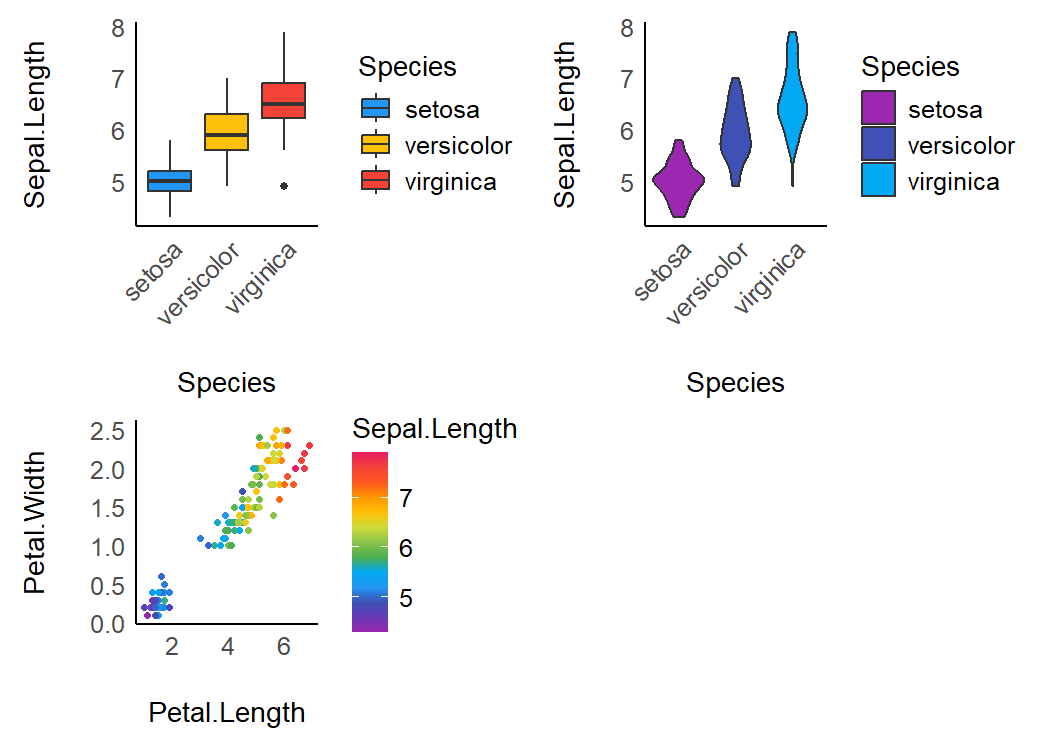 Sepal.Length
8
7
6
5
setosa
versicolor
virginica
Species
Species
setosa
versicolor
virginica
Sepal.Length
8
7
6
5
setosa
versicolor
virginica
Species
Species
setosa
versicolor
virginica
Petal.Width
2.5
2.0
1.5
1.0
0.5
0.0
2 4 6
Petal.Length
Sepal.Length
7
6
5